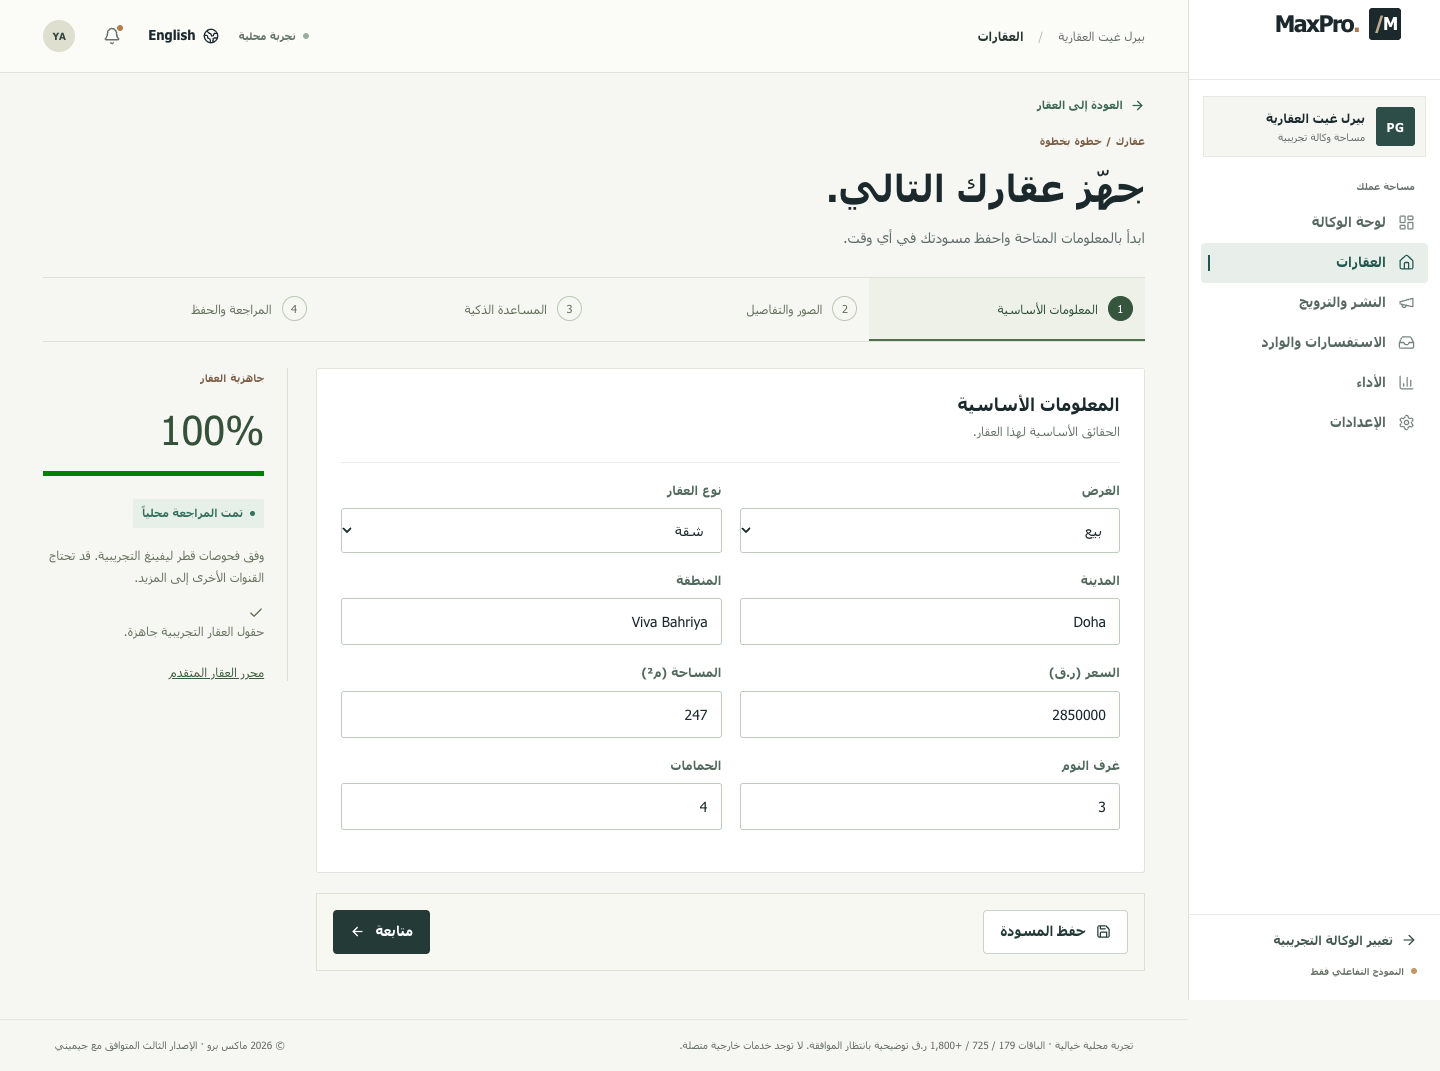 MaxPro.
/M
PG
بيرل غيت العقارية
مساحة وكالة تجريبية
مساحة عملك
لوحة الوكالة
العقارات
النشر والترويج
الاستفسارات والوارد
الأداء
الإعدادات
تغيير الوكالة التجريبية
النموذج التفاعلي فقط
بيرل غيت العقارية / العقارات
تجربة محلية
English
YA
العودة إلى العقار
عقارك / خطوة بخطوة
جهّز عقارك التالي.
ابدأ بالمعلومات المتاحة واحفظ مسودتك في أي وقت.
1 المعلومات الأساسية
2 الصور والتفاصيل
3 المساعدة الذكية
4 المراجعة والحفظ
المعلومات الأساسية
الحقائق الأساسية لهذا العقار.
الغرض
بيع
نوع العقار
شقة
المدينة
Doha
المنطقة
Viva Bahriya
السعر (ر.ق)
2850000
المساحة (م²)
247
غرف النوم
3
الحمامات
4
حفظ المسودة
متابعة
جاهزية العقار
100%
تمت المراجعة محلياً
وفق فحوصات قطر ليفينغ التجريبية. قد تحتاج
القنوات الأخرى إلى المزيد.
حقول العقار التجريبية جاهزة.
محرر العقار المتقدم
تجربة محلية خيالية · الباقات 179 / 725 / +1,800 ر.ق توضيحية بانتظار الموافقة. لا توجد خدمات خارجية متصلة.
© 2026 ماكس برو · الإصدار الثالث المتوافق مع جيميني